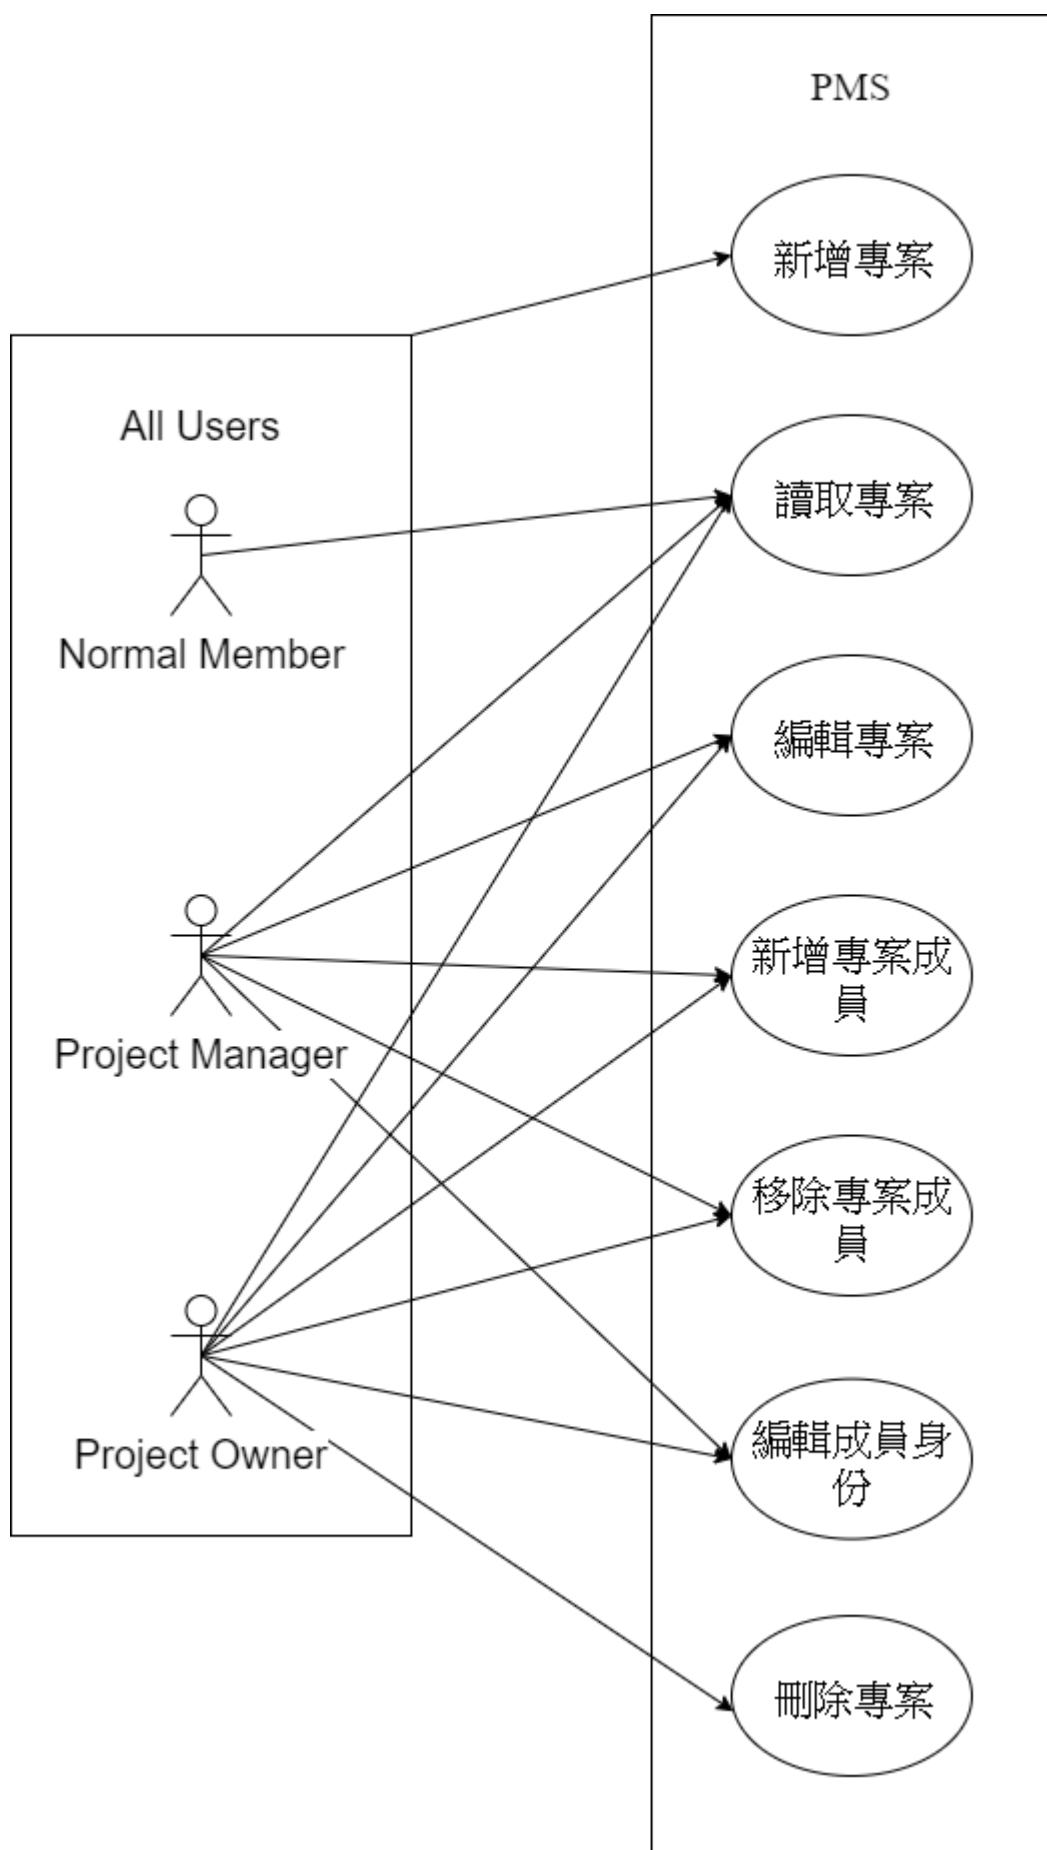 PMS
新增專案
All Users
讀取專案
Normal Member
編輯專案
新增專案成
員
Project Manager
移除專案成
員
編輯成員身
份
Project Owner
刪除專案